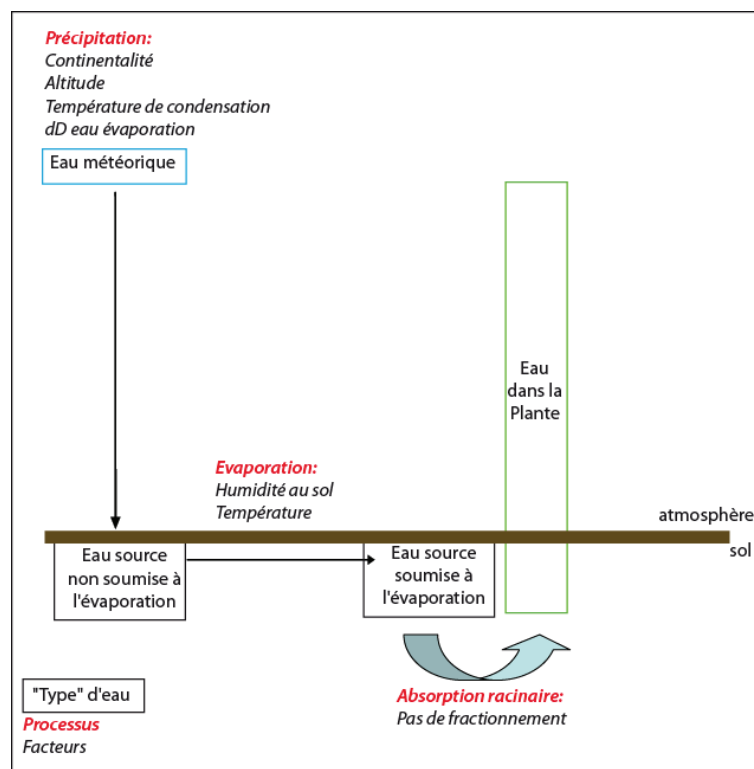 Précipitation:
Continentalité
Altitude
Température de condensation
dD eau évaporation
Eau météorique
Eau
dans la
Plante
Evaporation:
Humidité au sol
Température
atmosphère
sol
Eau source
non soumise à
l'évaporation
Eau source
soumise à
l'évaporation
Absorption racinaire:
Pas de fractionnement
"Type" d'eau
Processus
Facteurs